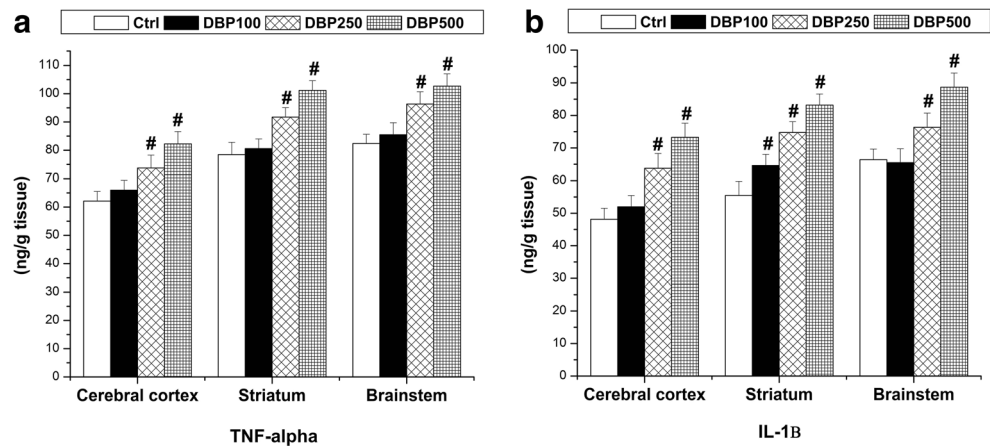 a
Ctrl DBP100 DBP250 DBP500
(ng/g tissue)
110
100
90
80
70
60
50
40
30
20
10
0
# # # # # #
Cerebral cortex Striatum Brainstem
TNF-alpha
b
Ctrl DBP100 DBP250 DBP500
(ng/g tissue)
100
90
80
70
60
50
40
30
20
10
0
# # # # # # #
Cerebral cortex Striatum Brainstem
IL-1B